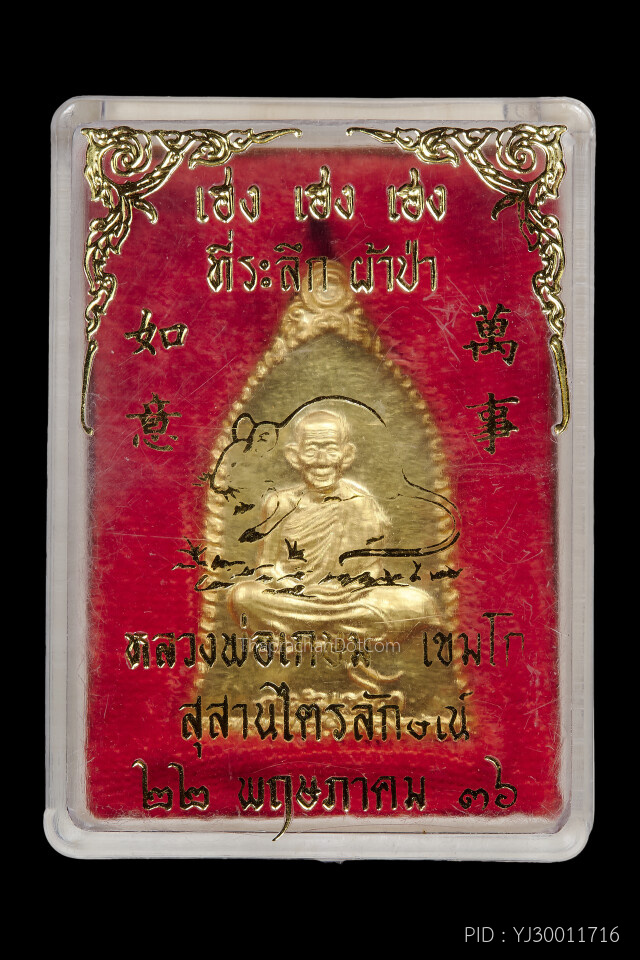 เฮง เฮง เฮง
ที่ระลึก ผ้าป่า
如意
萬事
ThaprachanDotCom
หลวงพ่อเกษม เขมโก
สุสานไตรลักษณ์
๒๒ พฤษภาคม ๓๖
PID : YJ30011716